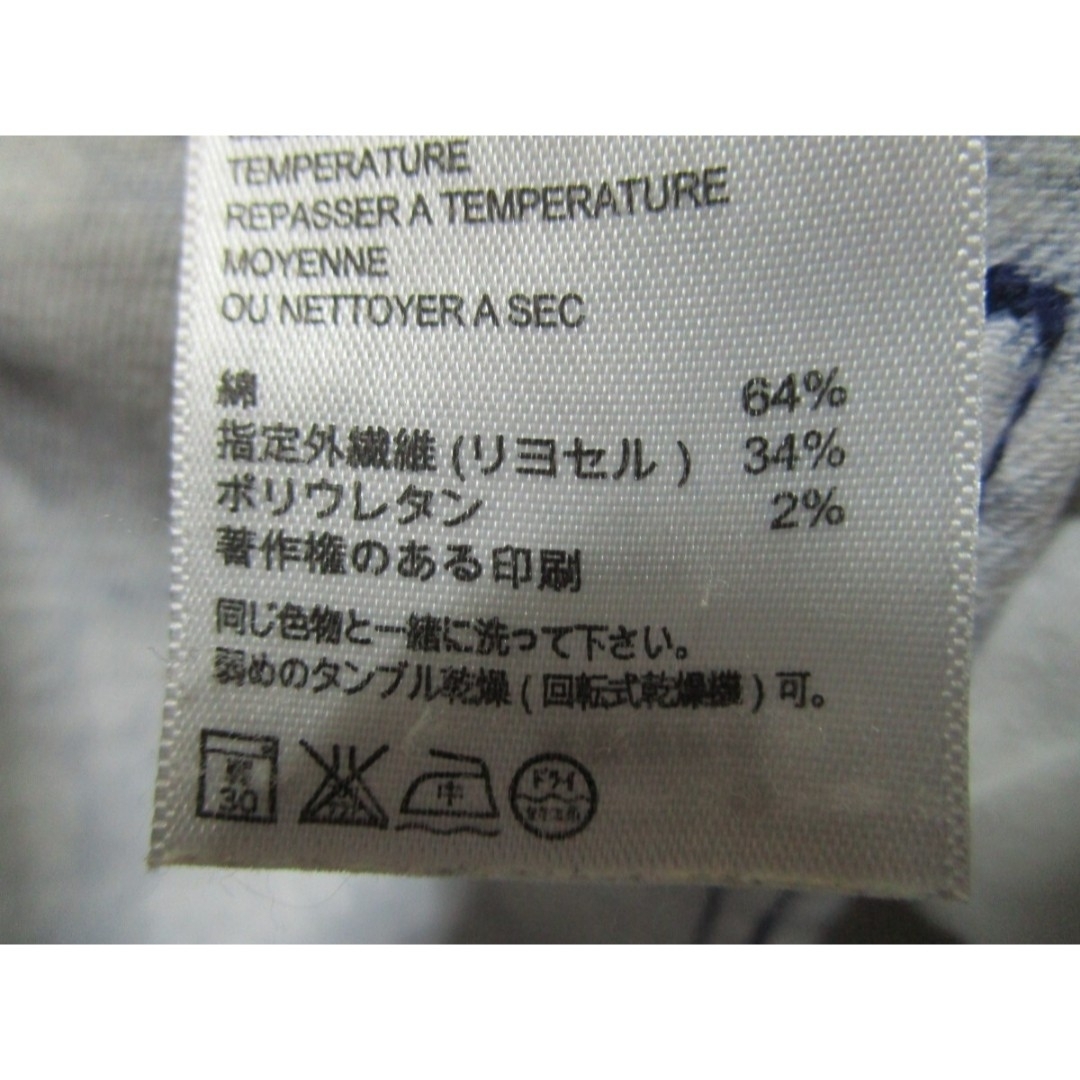 TEMPERATURE
REPASSER A TEMPERATURE
MOYENNE
OU NETTOYER A SEC
綿 64%
指定外繊維 (リヨセル) 34%
ポリウレタン 2%
著作権のある印刷
同じ色物と一緒に洗って下さい。
弱めのタンブル乾燥 (回転式乾燥機) 可。
30 中 ドライ